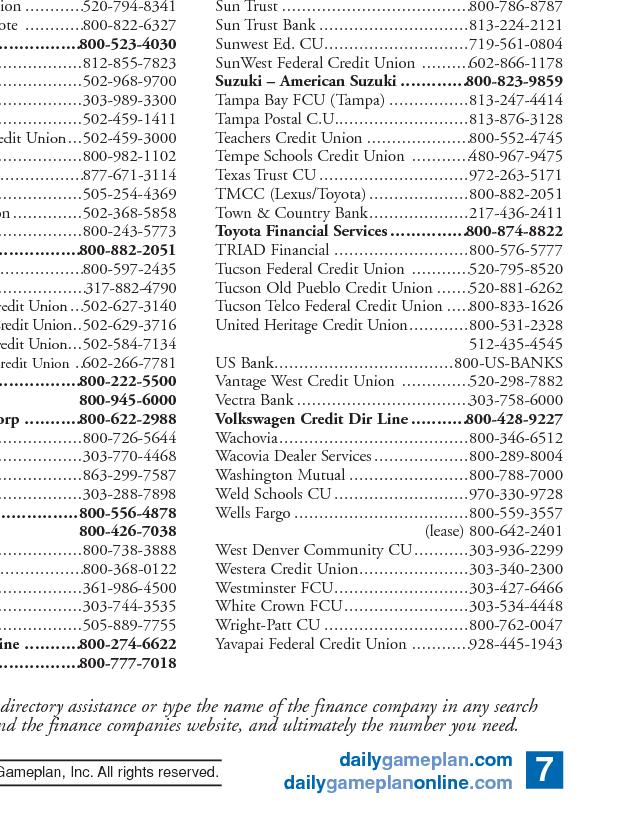 ion ..............520-794-8341
ote ..............800-822-6327
..................800-523-4030
..................812-855-7823
..................502-968-9700
..................303-989-3300
..................502-459-1411
edit Union...502-459-3000
..................800-982-1102
..................877-671-3114
..................505-254-4369
on................502-368-5858
..................800-243-5773
..................800-882-2051
..................800-597-2435
..................317-882-4790
redit Union...502-627-3140
Credit Union..502-629-3716
edit Union...502-584-7134
redit Union ..602-266-7781
..................800-222-5500
800-945-6000
orp ..........800-622-2988
..................800-726-5644
..................303-770-4468
..................863-299-7587
..................303-288-7898
..................800-556-4878
800-426-7038
..................800-738-3888
..................800-368-0122
..................361-986-4500
..................303-744-3535
..................505-889-7755
ine ..........800-274-6622
..................800-777-7018
Sun Trust ..................800-786-8787
Sun Trust Bank ..................813-224-2121
Sunwest Ed. CU..................719-561-0804
SunWest Federal Credit Union .........602-866-1178
Suzuki – American Suzuki ...........800-823-9859
Tampa Bay FCU (Tampa) ..............813-247-4414
Tampa Postal C.U..................813-876-3128
Teachers Credit Union ..................800-552-4745
Tempe Schools Credit Union ..........480-967-9475
Texas Trust CU ..................972-263-5171
TMCC (Lexus/Toyota) ..................800-882-2051
Town & Country Bank..................217-436-2411
Toyota Financial Services .............800-874-8822
TRIAD Financial ..................800-576-5777
Tucson Federal Credit Union ...........520-795-8520
Tucson Old Pueblo Credit Union ......520-881-6262
Tucson Telco Federal Credit Union .....800-833-1626
United Heritage Credit Union...........800-531-2328
512-435-4545
US Bank..................800-US-BANKS
Vantage West Credit Union ............520-298-7882
Vectra Bank ..................303-758-6000
Volkswagen Credit Dir Line ..........800-428-9227
Wachovia..................800-346-6512
Wacovia Dealer Services..................800-289-8004
Washington Mutual ..................800-788-7000
Weld Schools CU ..................970-330-9728
Wells Fargo ..................800-559-3557
(lease) 800-642-2401
West Denver Community CU...........303-936-2299
Westera Credit Union..................303-340-2300
Westminster FCU..................303-427-6466
White Crown FCU..................303-534-4448
Wright-Patt CU ..................800-762-0047
Yavapai Federal Credit Union ...........928-445-1943
directory assistance or type the name of the finance company in any search
nd the finance companies website, and ultimately the number you need.
Gameplan, Inc. All rights reserved.
dailygameplan.com
dailygameplanonline.com
7